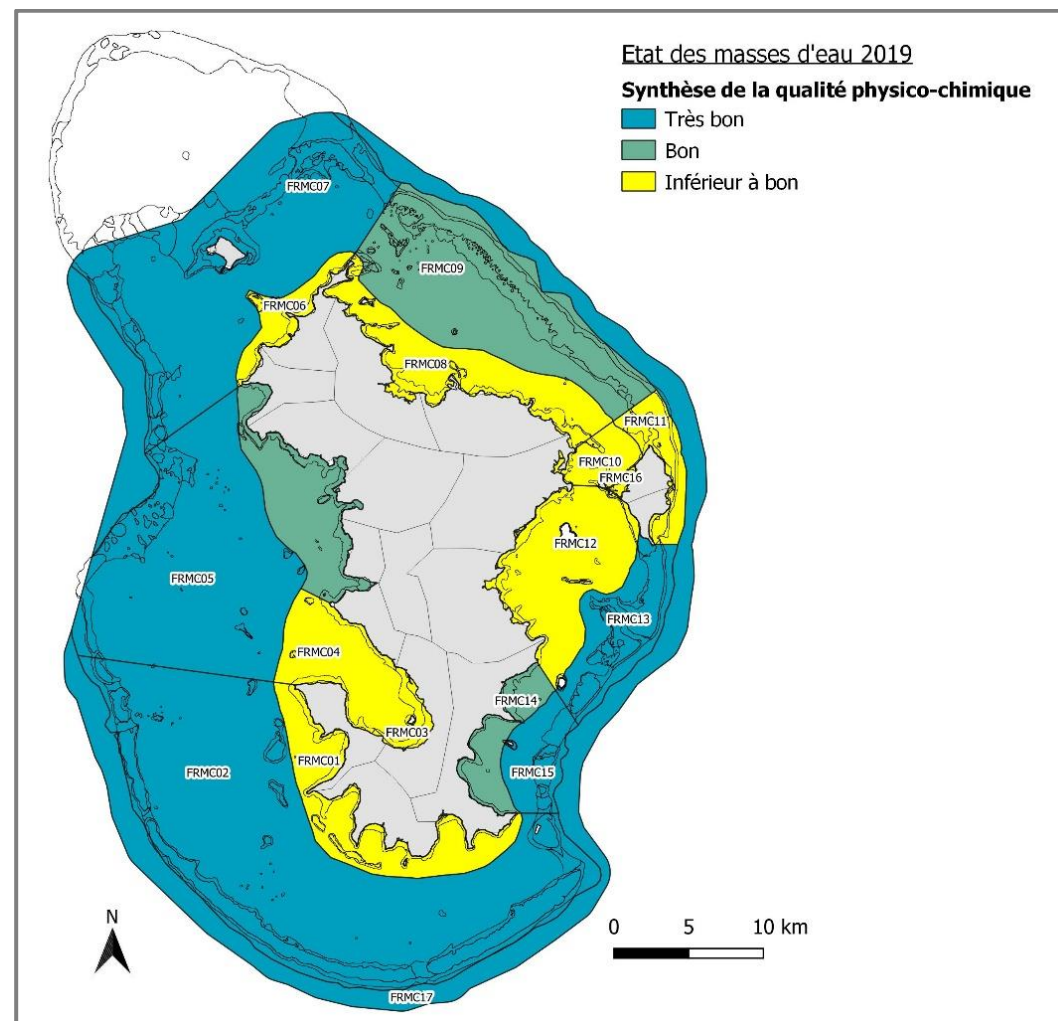 Etat des masses d'eau 2019
Synthèse de la qualité physico-chimique
Très bon
Bon
Inférieur à bon
FRMC07
FRMC09
FRMC06
FRMC08
FRMC11
FRMC10
FRMC16
FRMC12
FRMC05
FRMC13
FRMC04
FRMC14
FRMC03
FRMC01
FRMC02
FRMC15
N
0 5 10 km
FRMC17